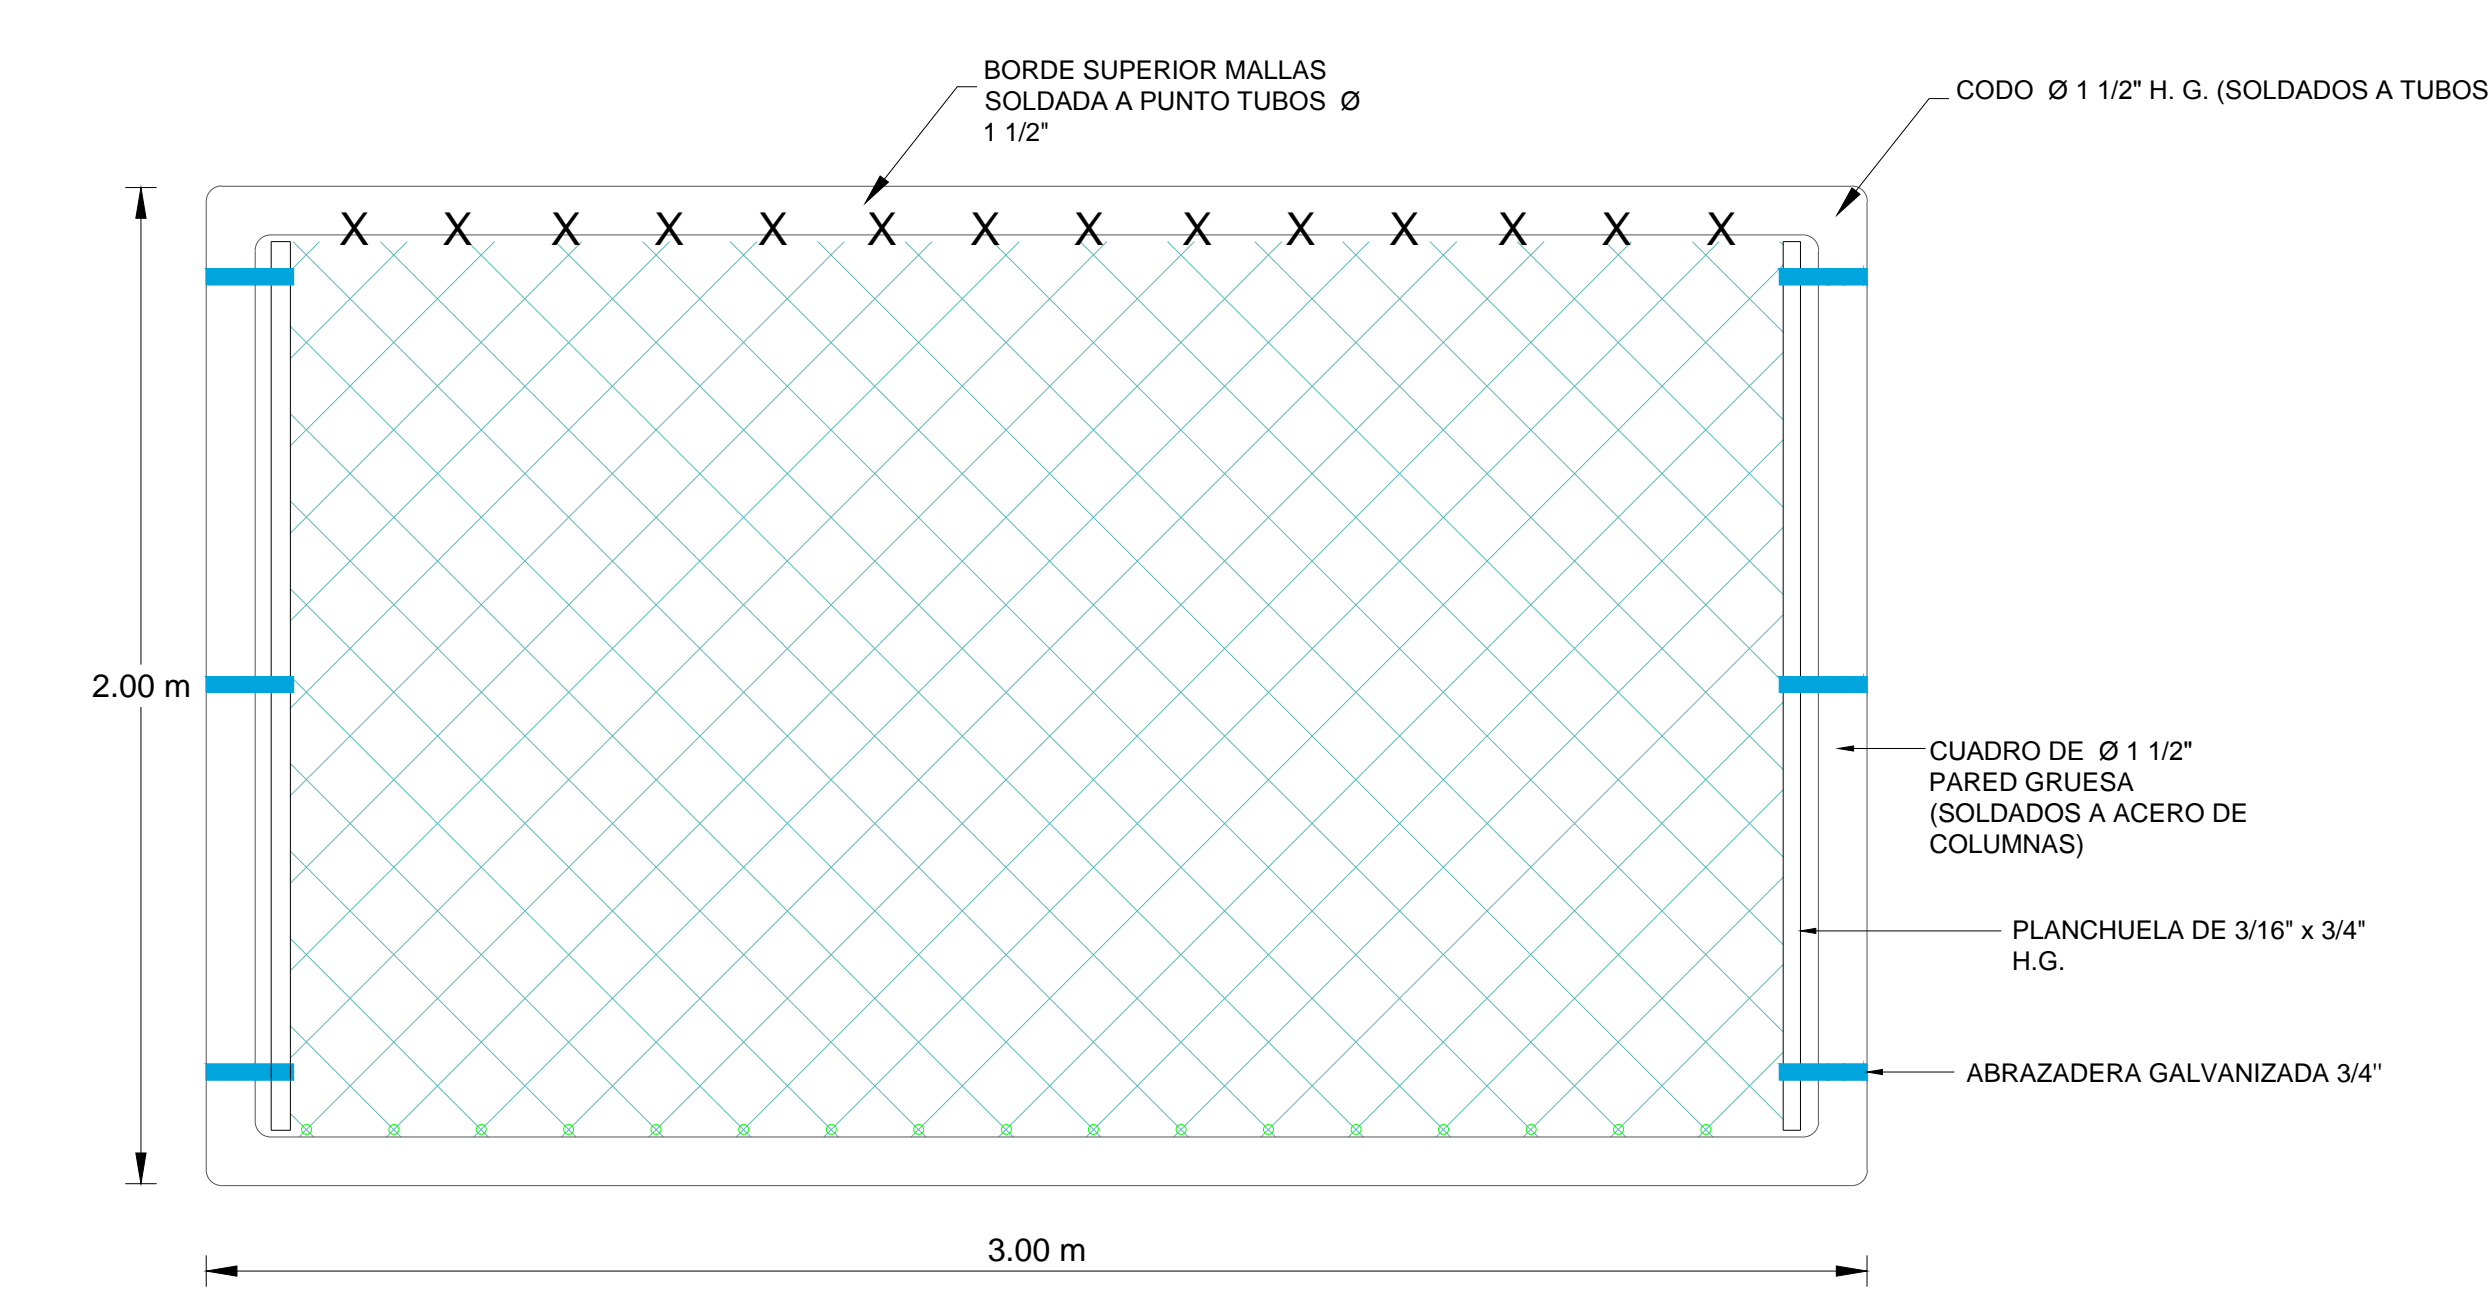 BORDE SUPERIOR MALLAS
SOLDADA A PUNTO TUBOS Ø
1 1/2"
CODO Ø 1 1/2" H. G. (SOLDADOS A TUBOS
X X X X X X X X X X X X X X
2.00 m
CUADRO DE Ø 1 1/2"
PARED GRUESA
(SOLDADOS A ACERO DE
COLUMNAS)
PLANCHUELA DE 3/16" x 3/4"
H.G.
ABRAZADERA GALVANIZADA 3/4"
3.00 m